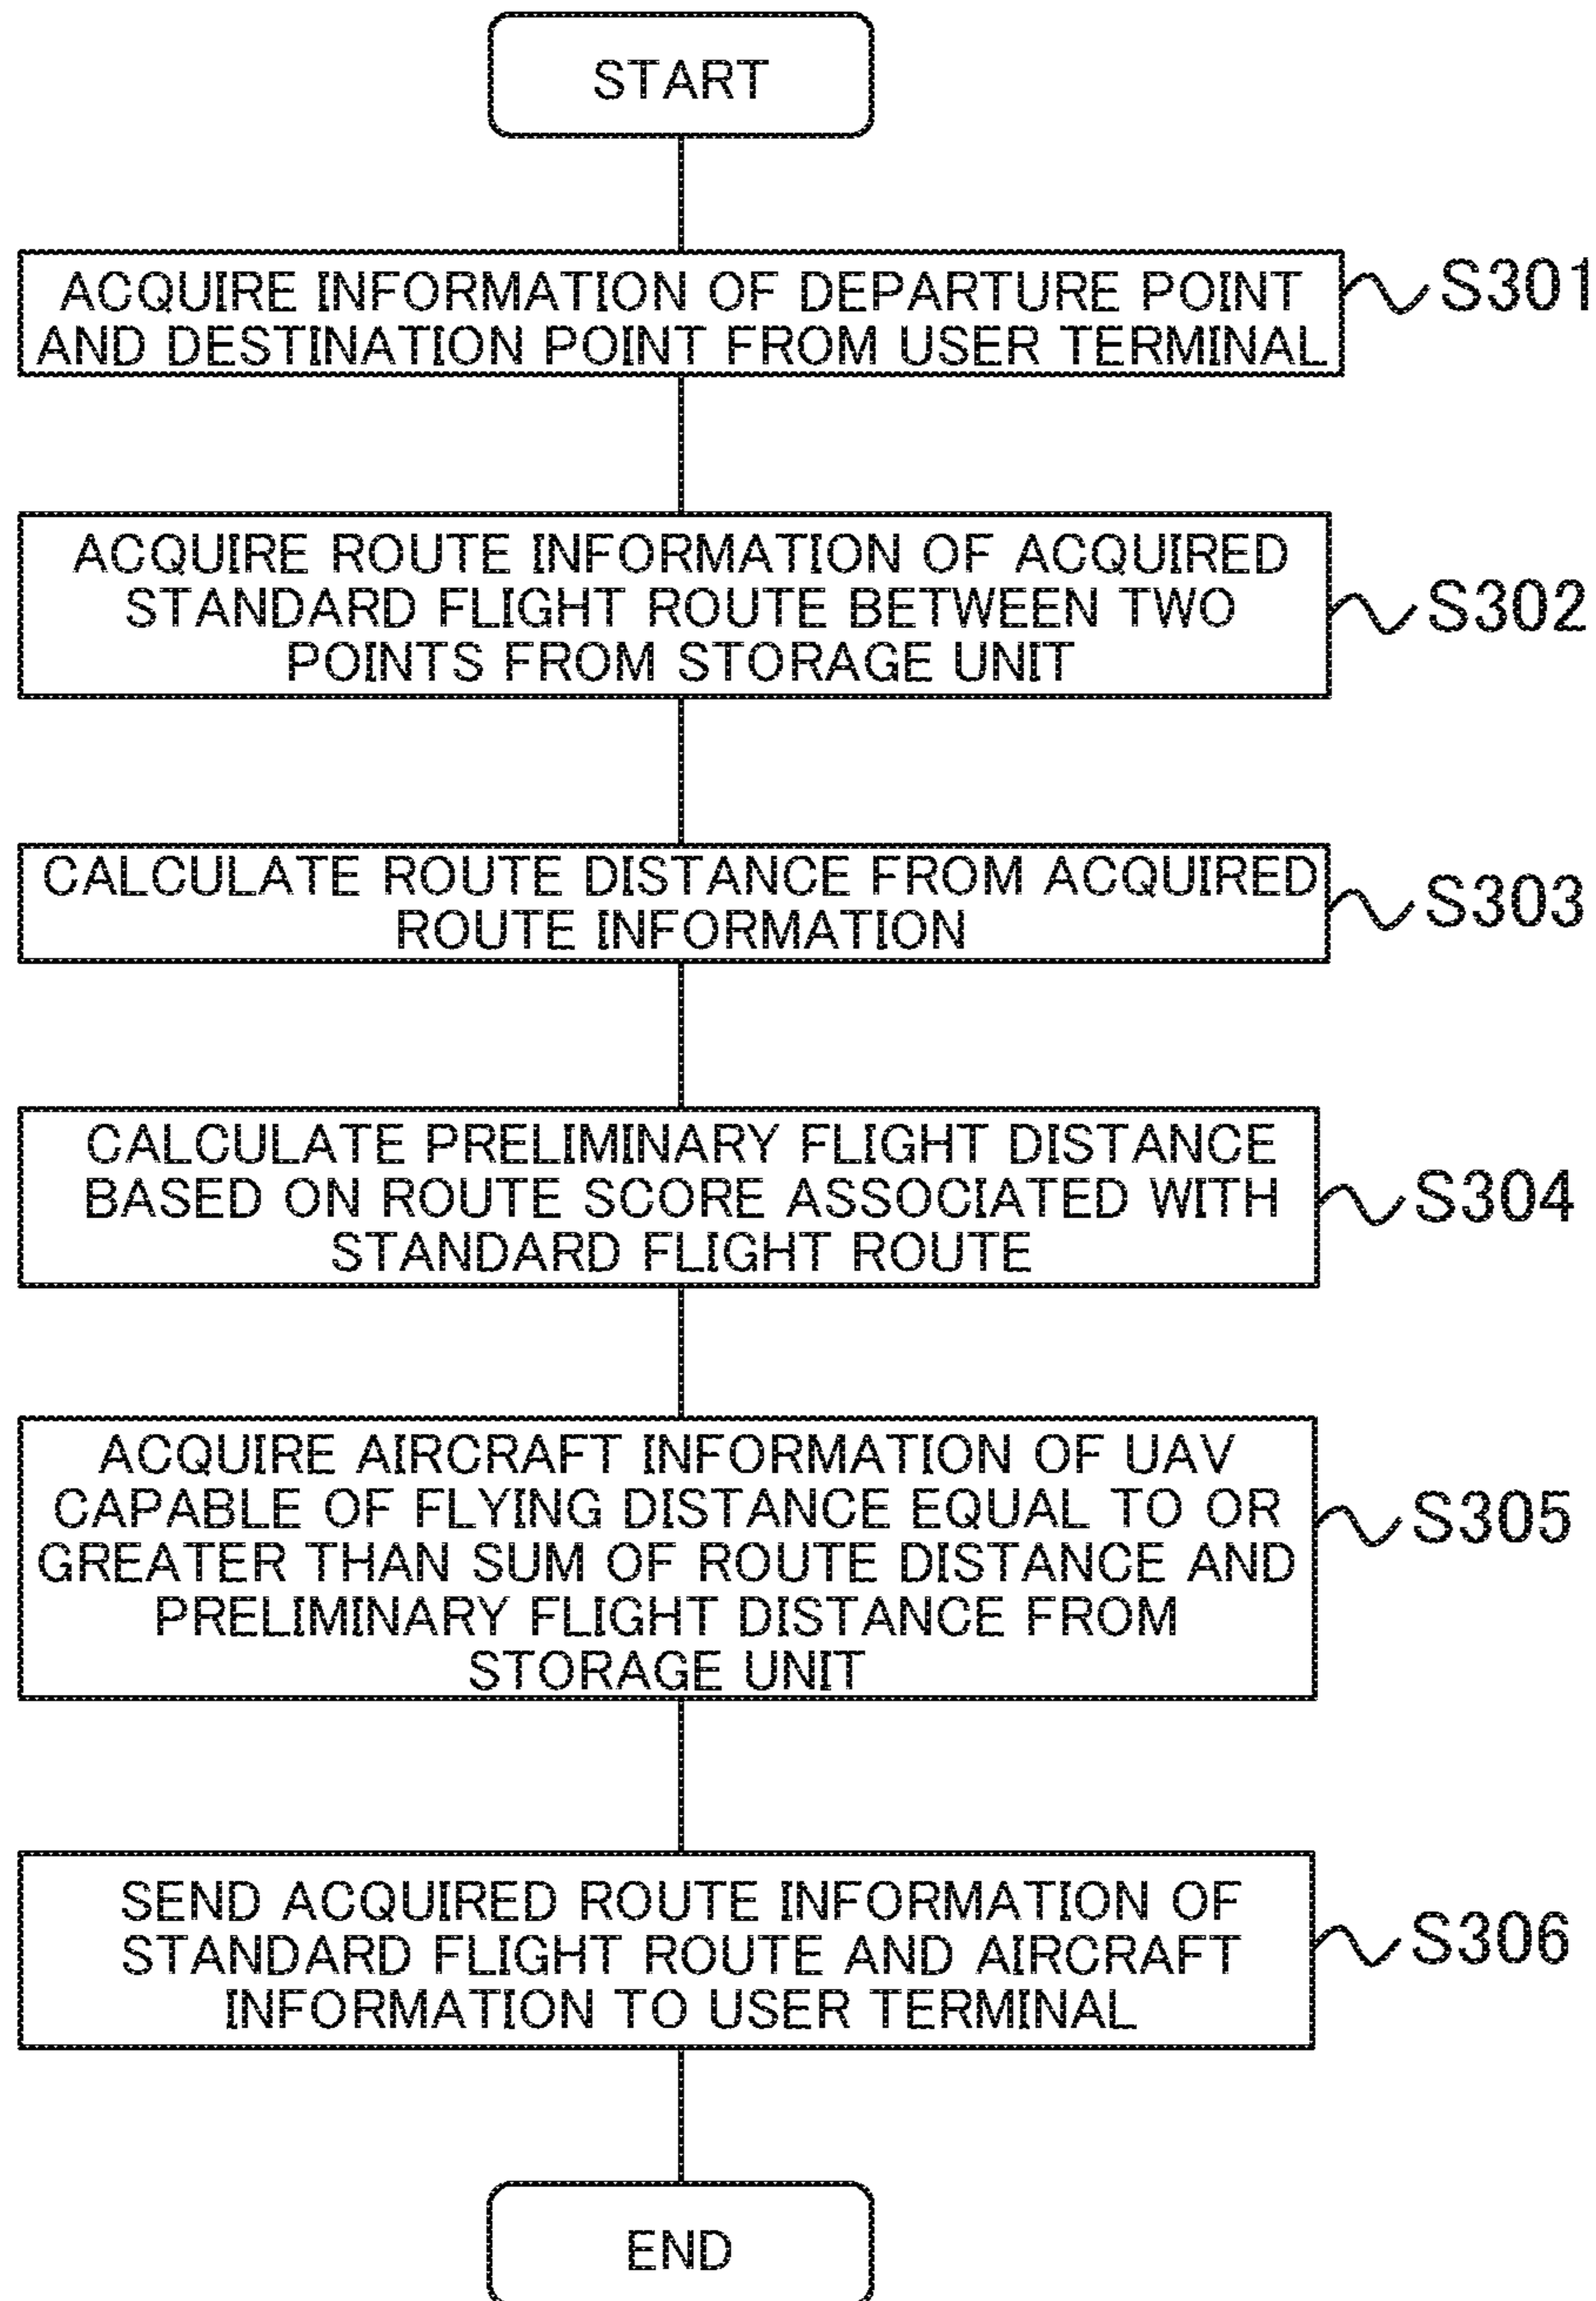 START
ACQUIRE INFORMATION OF DEPARTURE POINT
AND DESTINATION POINT FROM USER TERMINAL
S301
ACQUIRE ROUTE INFORMATION OF ACQUIRED
STANDARD FLIGHT ROUTE BETWEEN TWO
POINTS FROM STORAGE UNIT
S302
CALCULATE ROUTE DISTANCE FROM ACQUIRED
ROUTE INFORMATION
S303
CALCULATE PRELIMINARY FLIGHT DISTANCE
BASED ON ROUTE SCORE ASSOCIATED WITH
STANDARD FLIGHT ROUTE
S304
ACQUIRE AIRCRAFT INFORMATION OF UAV
CAPABLE OF FLYING DISTANCE EQUAL TO OR
GREATER THAN SUM OF ROUTE DISTANCE AND
PRELIMINARY FLIGHT DISTANCE FROM
STORAGE UNIT
S305
SEND ACQUIRED ROUTE INFORMATION OF
STANDARD FLIGHT ROUTE AND AIRCRAFT
INFORMATION TO USER TERMINAL
S306
END